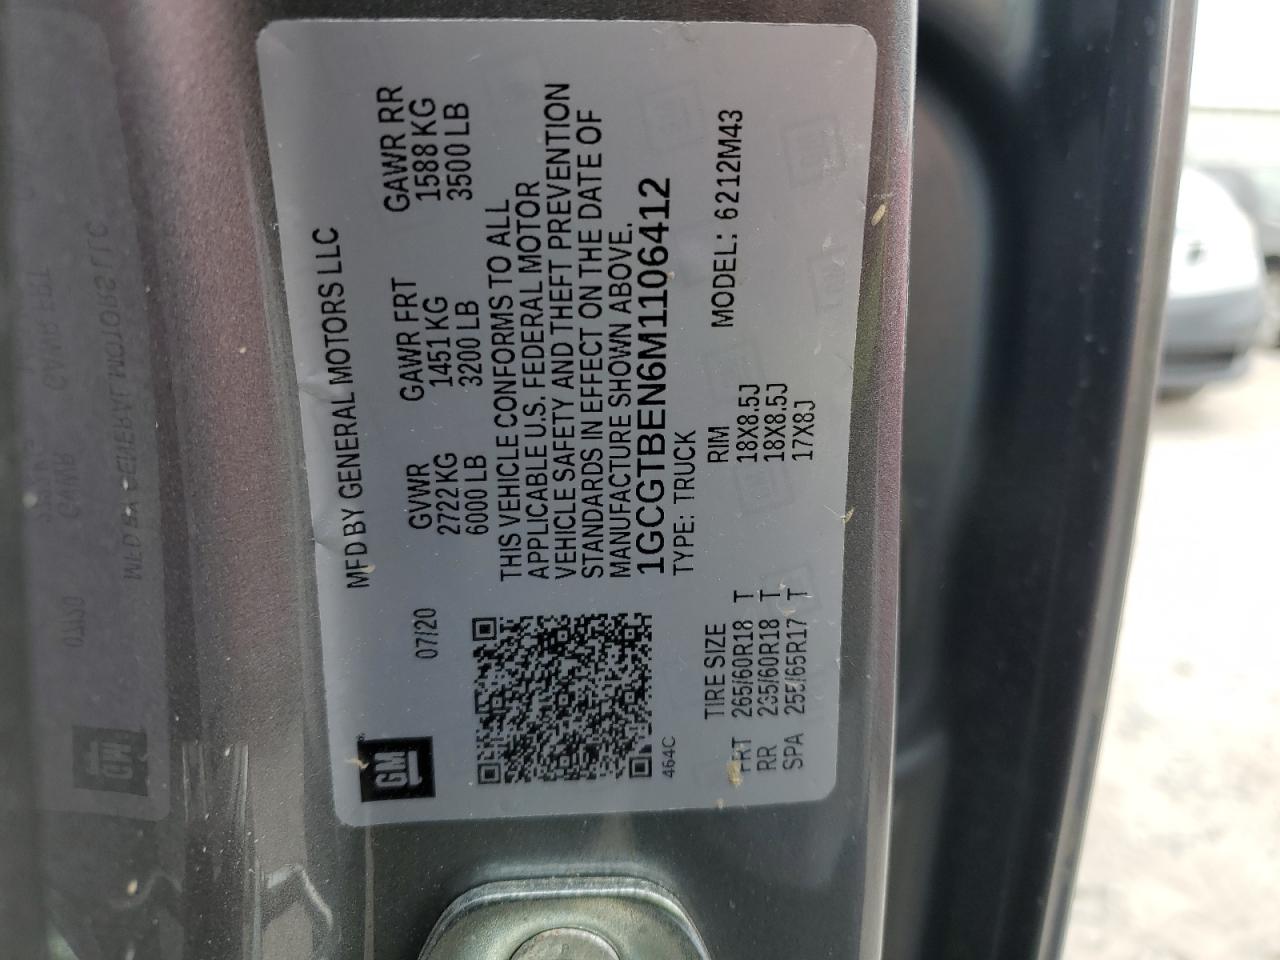 MFD BY GENERAL MOTORS LLC
GM
07/20
GVWR GAWR FRT GAWR RR
2722 KG 1451 KG 1588 KG
6000 LB 3200 LB 3500 LB
THIS VEHICLE CONFORMS TO ALL
APPLICABLE U.S. FEDERAL MOTOR
VEHICLE SAFETY AND THEFT PREVENTION
STANDARDS IN EFFECT ON THE DATE OF
MANUFACTURE SHOWN ABOVE.
1GCGTBEN6M1106412
464C
TYPE: TRUCK
MODEL: 6212M43
TIRE SIZE RIM
FRT 265/60R18 T 18X8.5J
RR 265/60R18 T 18X8.5J
SPA 255/65R17 T 17X8J